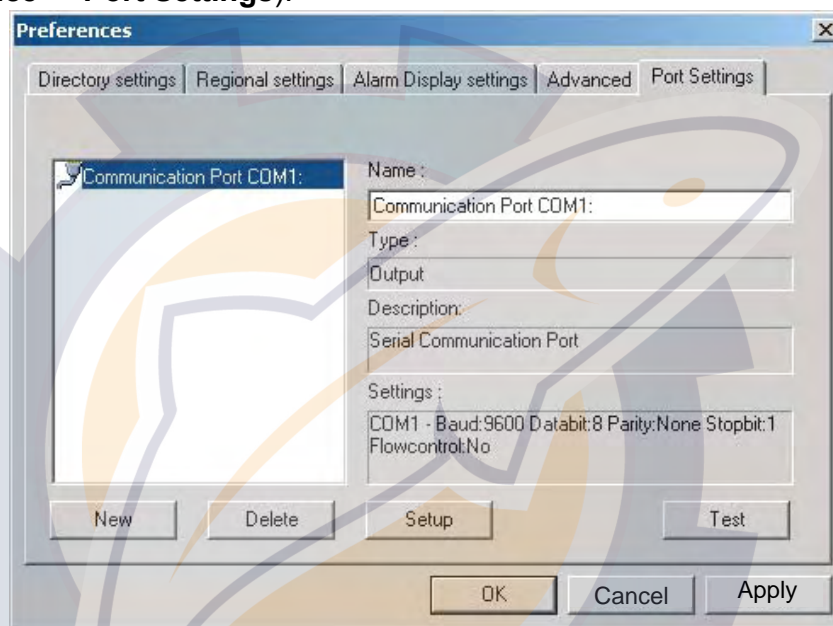 Port Settings).
Preferences
Directory settings Regional settings Alarm Display settings Advanced Port Settings
Communication Port COM1:
Name :
Communication Port COM1:
Type :
Output
Description:
Serial Communication Port
Settings :
COM1 - Baud:9600 Databit:8 Parity:None Stopbit:1
Flowcontrol:No
New Delete Setup Test
OK Cancel Apply